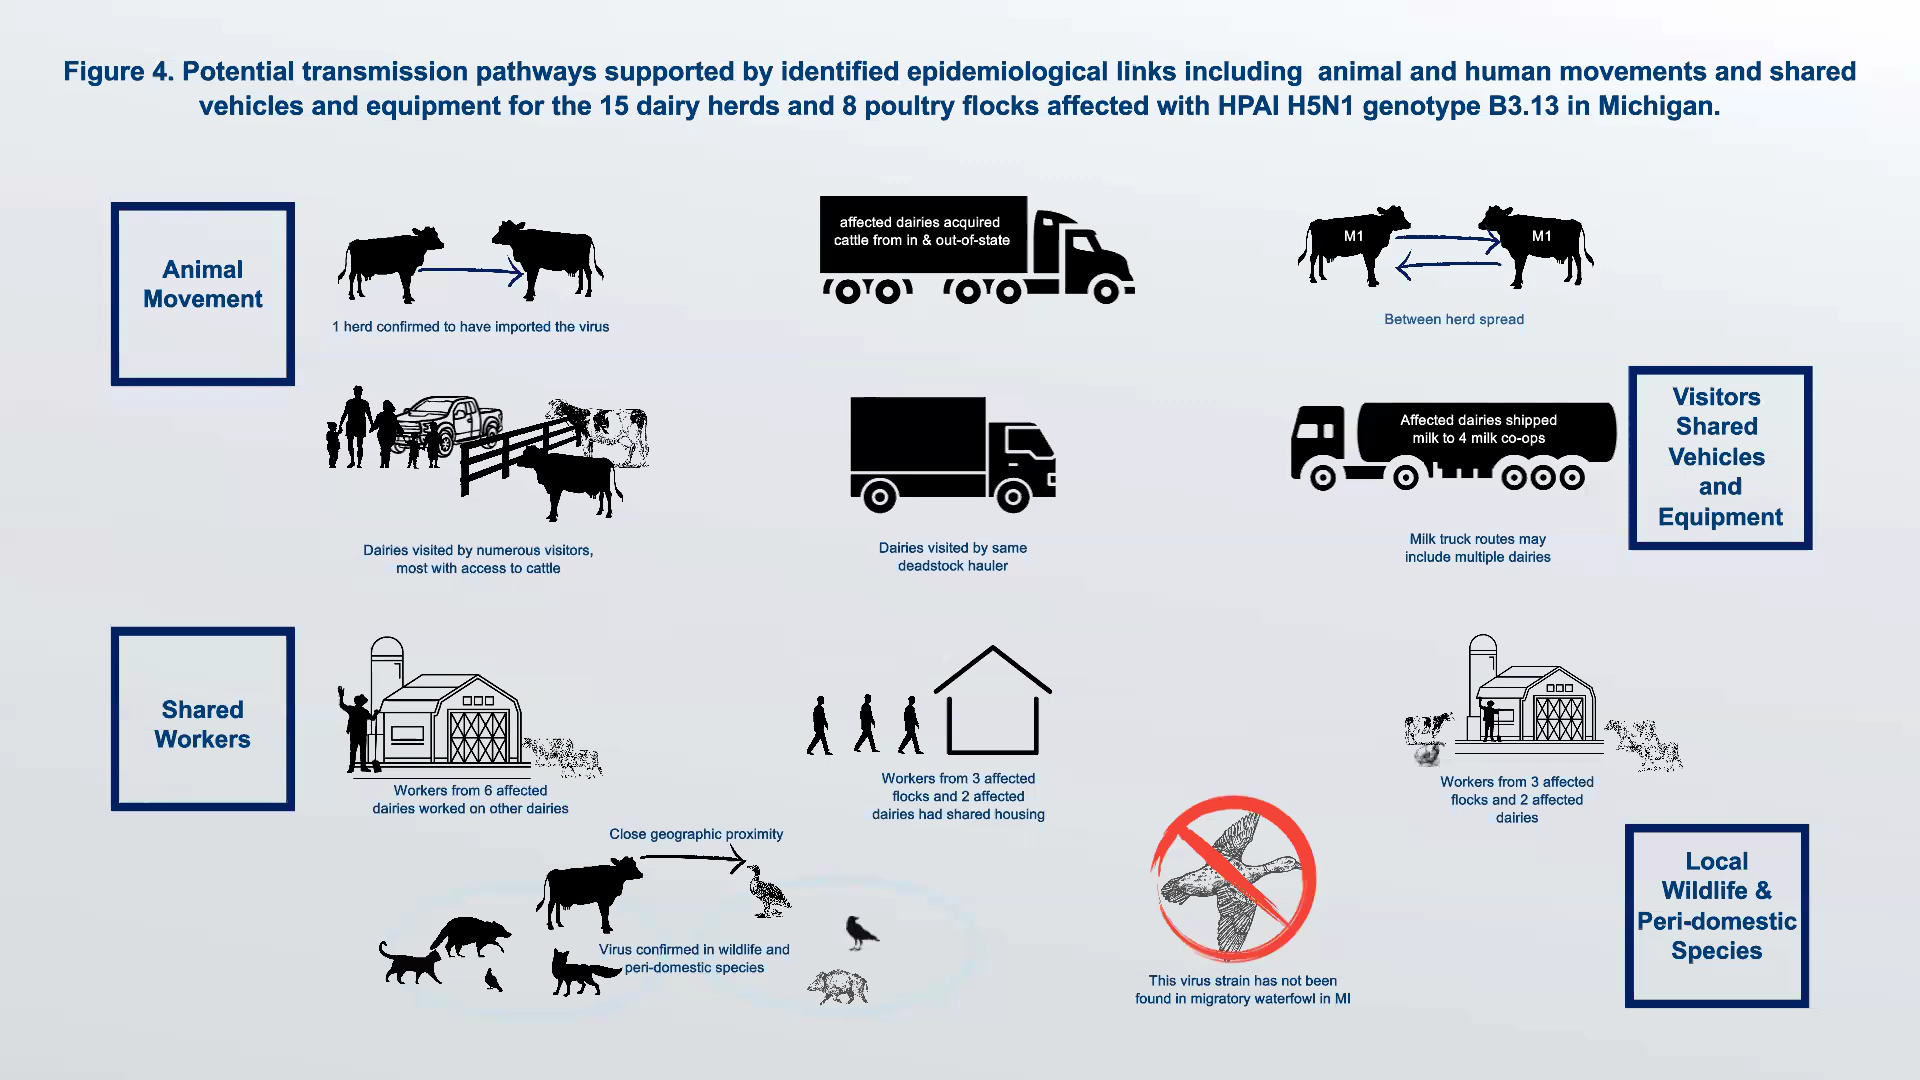 Figure 4. Potential transmission pathways supported by identified epidemiological links including animal and human movements and shared
vehicles and equipment for the 15 dairy herds and 8 poultry flocks affected with HPAI H5N1 genotype B3.13 in Michigan.
Animal
Movement
1 herd confirmed to have imported the virus
affected dairies acquired
cattle from in & out-of-state
M1
M1
Between herd spread
Dairies visited by numerous visitors,
most with access to cattle
Dairies visited by same
deadstock hauler
Affected dairies shipped
milk to 4 milk co-ops
Milk truck routes may
include multiple dairies
Visitors
Shared
Vehicles
and
Equipment
Shared
Workers
Workers from 6 affected
dairies worked on other dairies
Workers from 3 affected
flocks and 2 affected
dairies had shared housing
Workers from 3 affected
flocks and 2 affected
dairies
Close geographic proximity
Virus confirmed in wildlife and
peri-domestic species
This virus strain has not been
found in migratory waterfowl in MI
Local
Wildlife &
Peri-domestic
Species